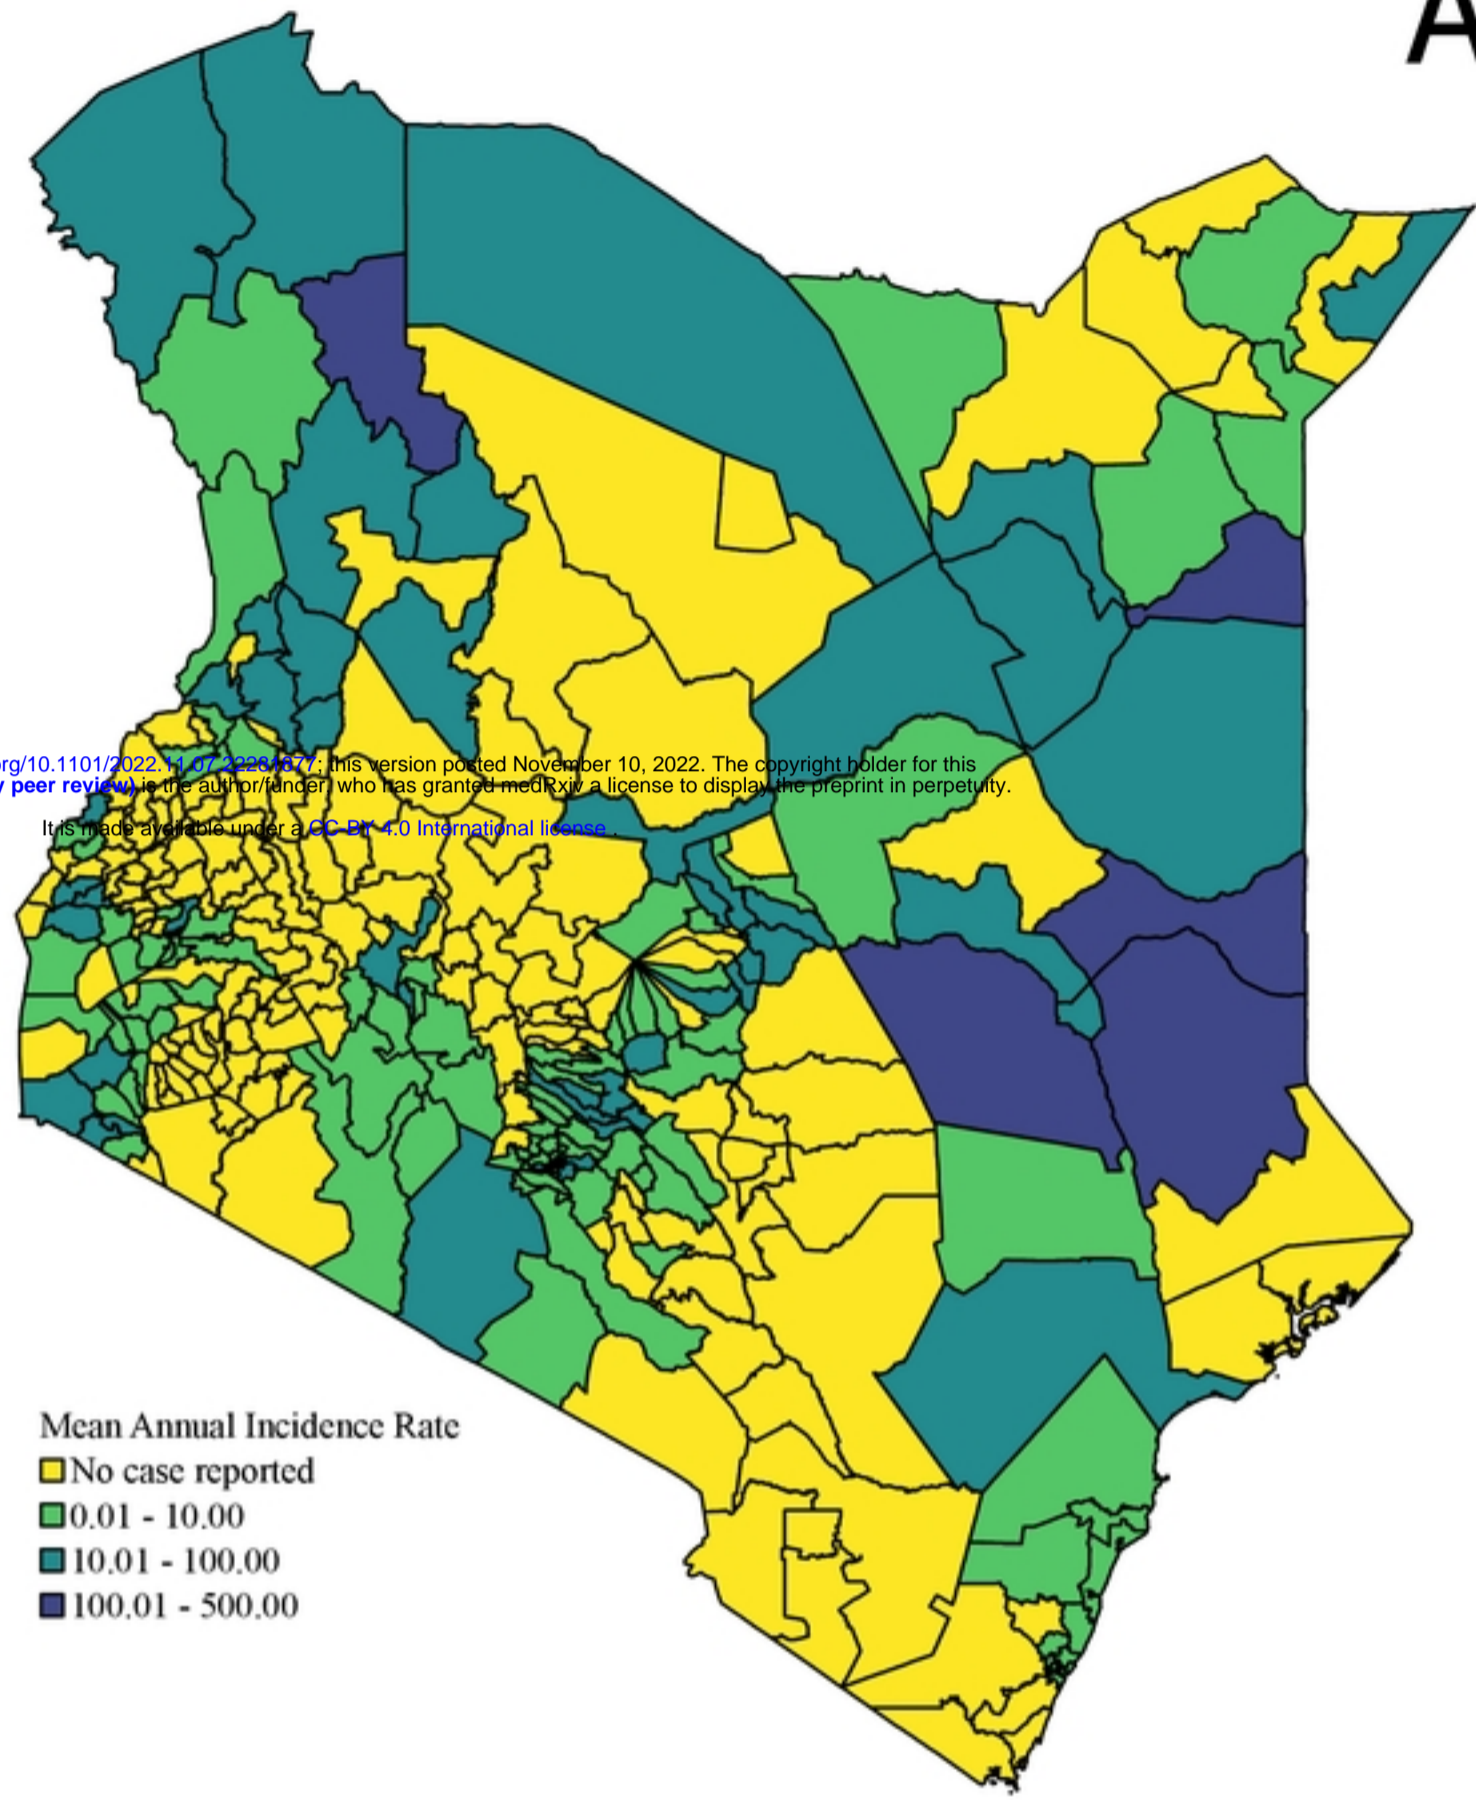 A
rg/10.1101/2022.11.07.22281877; this version posted November 10, 2022. The copyright holder for this
y peer review) is the author/funder, who has granted medRxiv a license to display the preprint in perpetuity.
It is made available under a CC-BY 4.0 International license .
Mean Annual Incidence Rate
No case reported
0.01 - 10.00
10.01 - 100.00
100.01 - 500.00